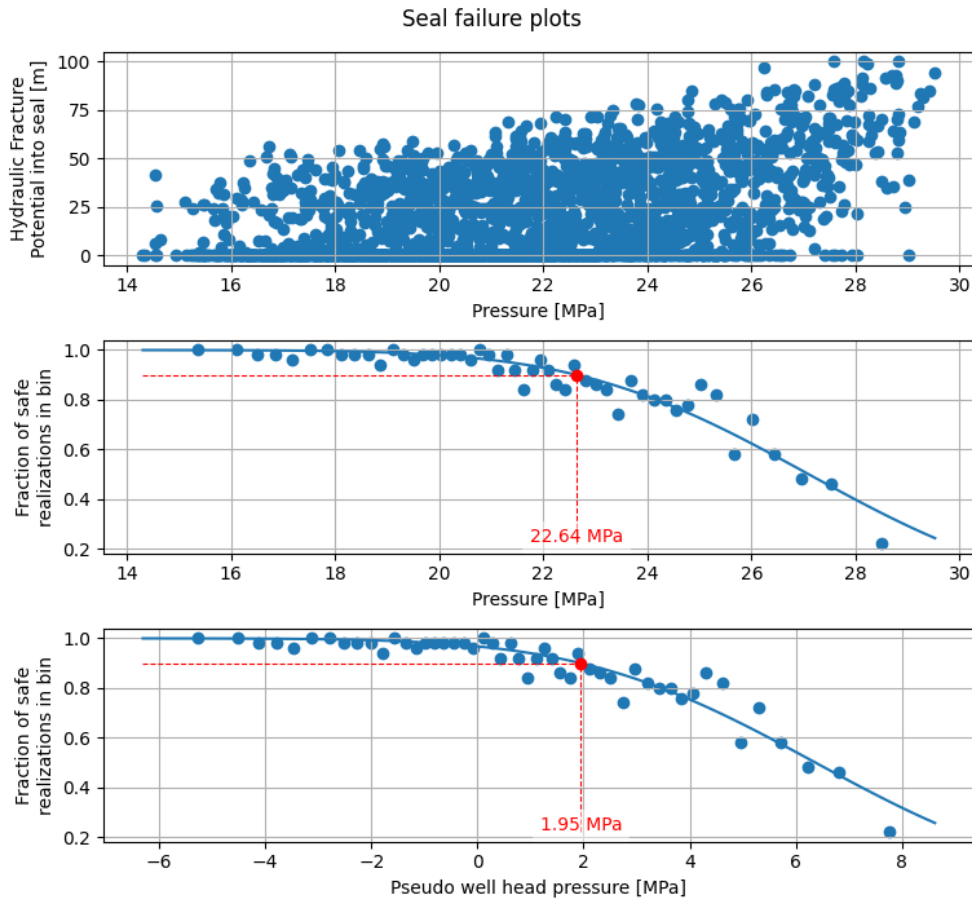 Seal failure plots
Hydraulic Fracture
Potential into seal [m]
100
75
50
25
0
14 16 18 20 22 24 26 28 30
Pressure [MPa]
Fraction of safe
realizations in bin
1.0
0.8
0.6
0.4
0.2
22.64 MPa
14 16 18 20 22 24 26 28 30
Pressure [MPa]
Fraction of safe
realizations in bin
1.0
0.8
0.6
0.4
0.2
1.95 MPa
−6 −4 −2 0 2 4 6 8
Pseudo well head pressure [MPa]